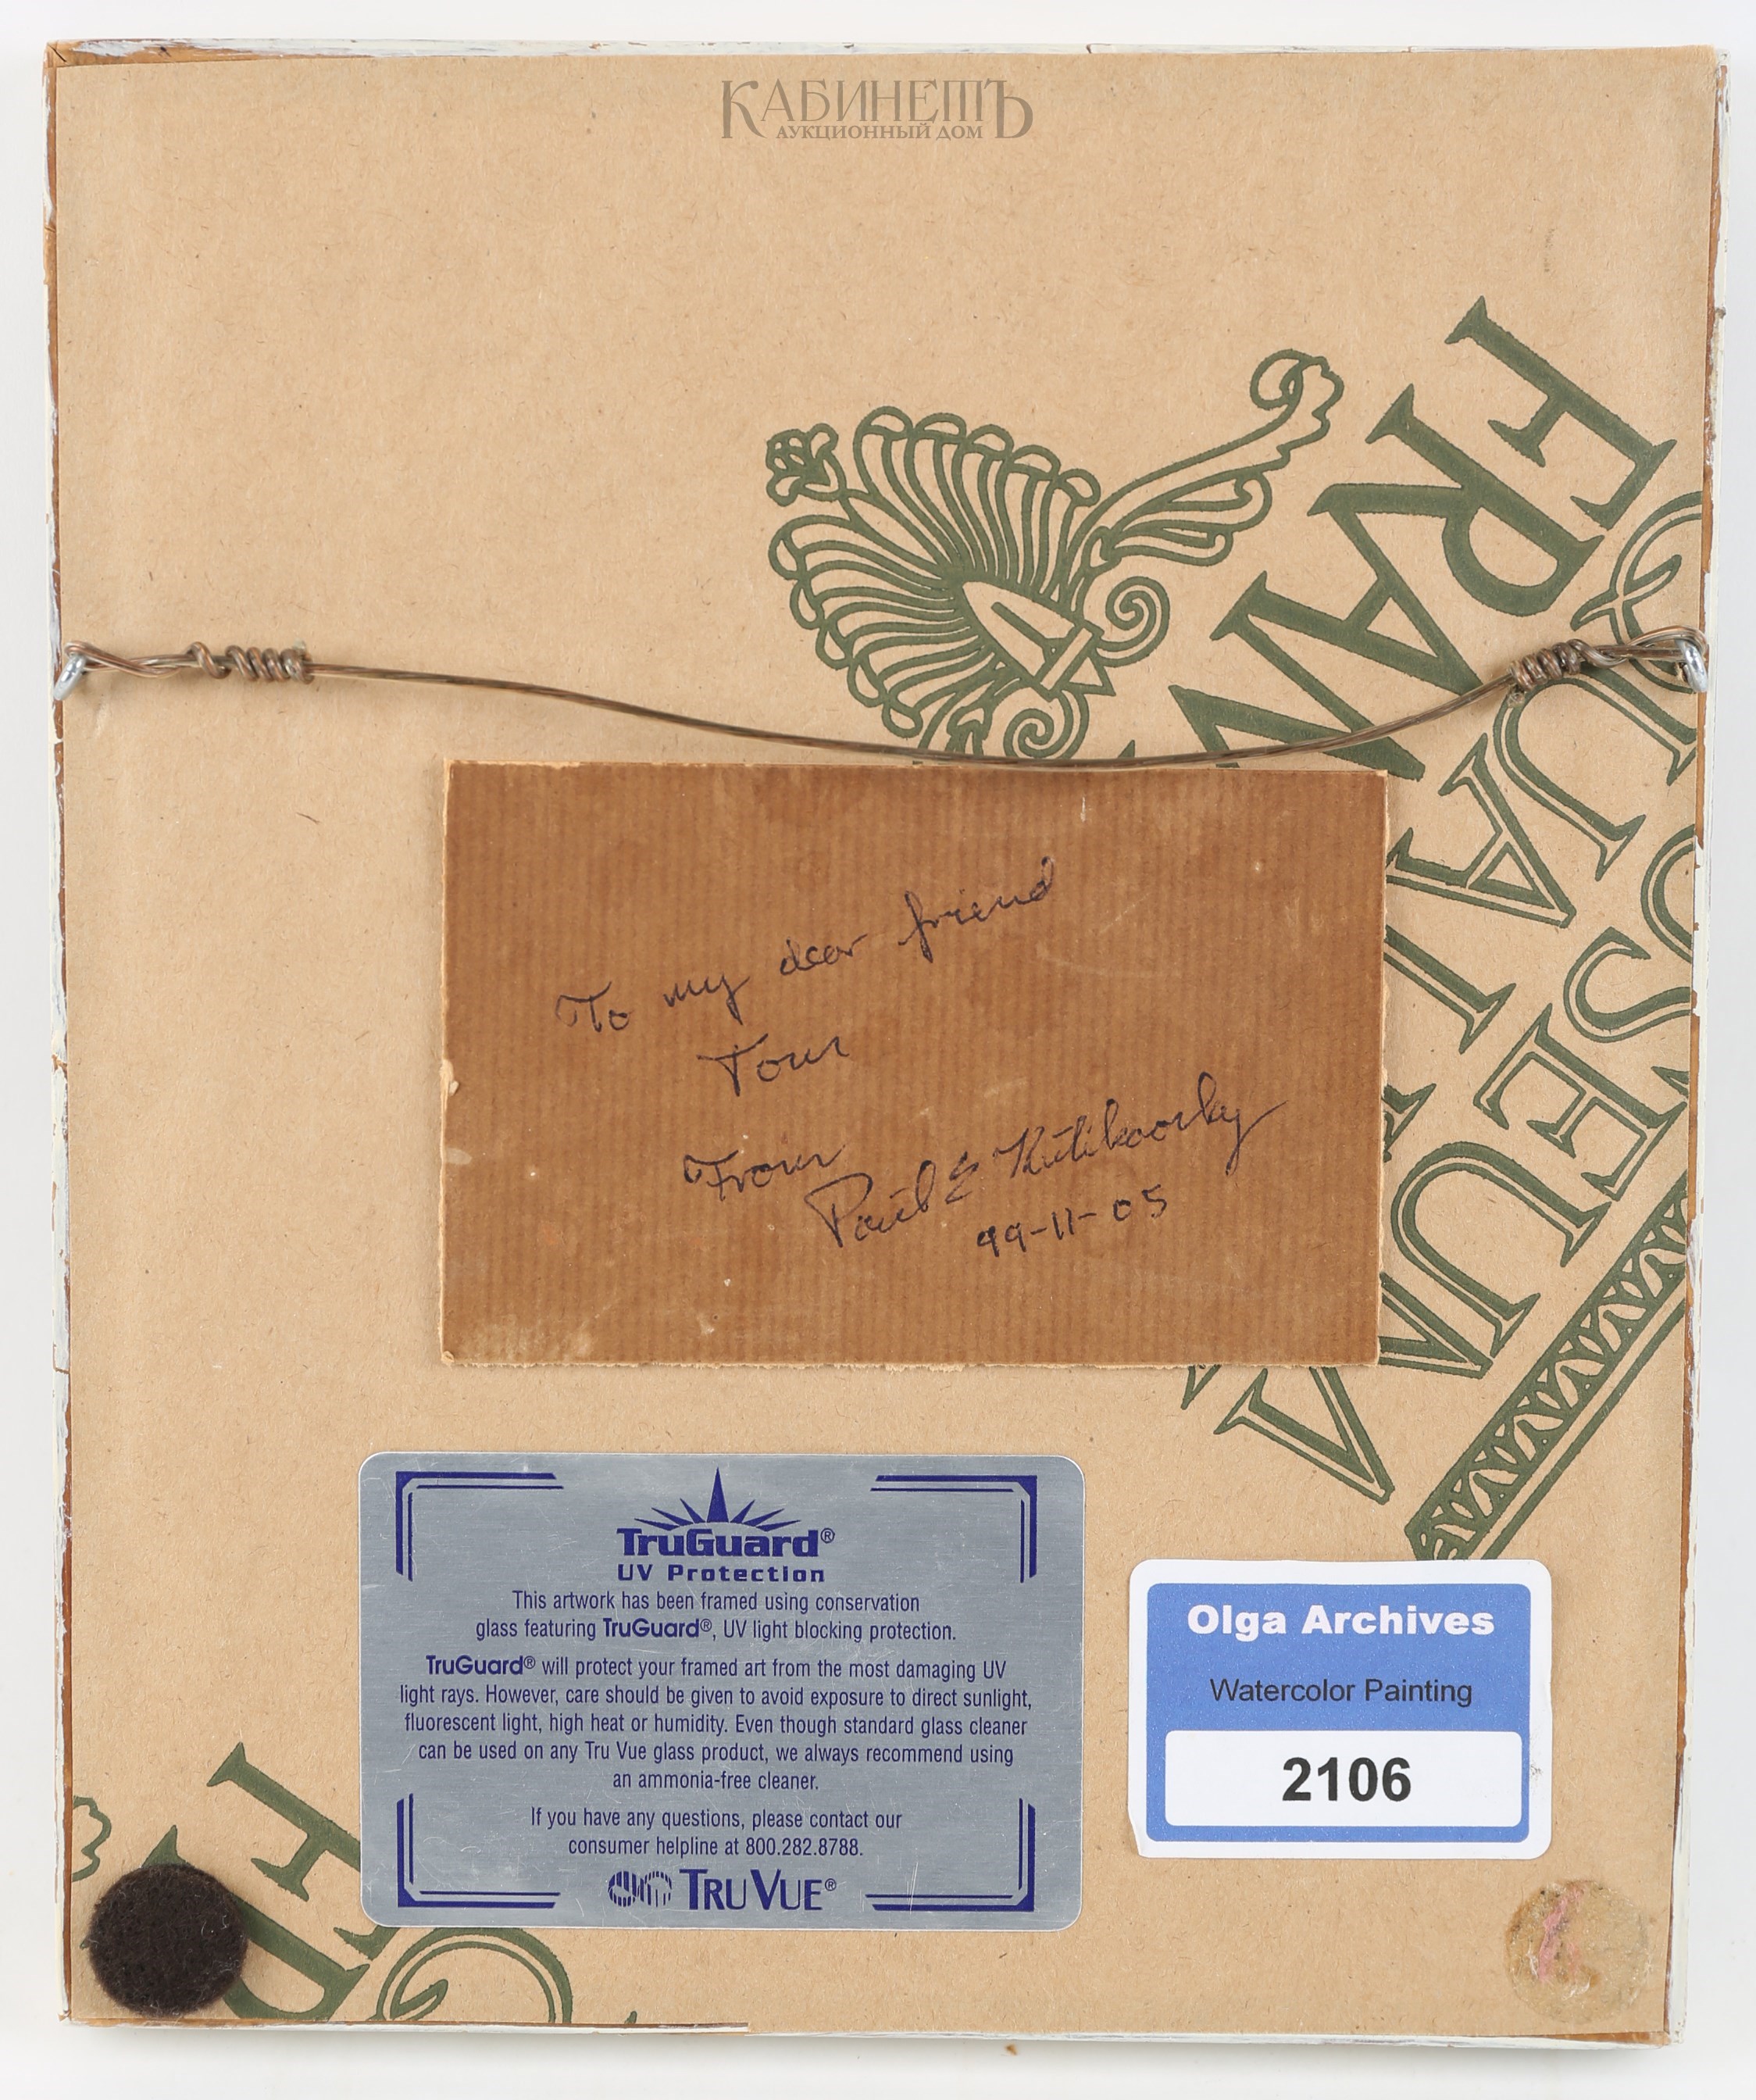 КАБИНЕТЪ
АУКЦИОННЫЙ ДОМ
FRAM
QUALITY
MUSEUM
To my dear friend
Tom
From
Paul E Kulikovsky
99-11-05
TruGuard®
UV Protection
This artwork has been framed using conservation
glass featuring TruGuard®, UV light blocking protection.
TruGuard® will protect your framed art from the most damaging UV
light rays. However, care should be given to avoid exposure to direct sunlight,
fluorescent light, high heat or humidity. Even though standard glass cleaner
can be used on any Tru Vue glass product, we always recommend using
an ammonia-free cleaner.
If you have any questions, please contact our
consumer helpline at 800.282.8788.
TRU VUE®
Olga Archives
Watercolor Painting
2106